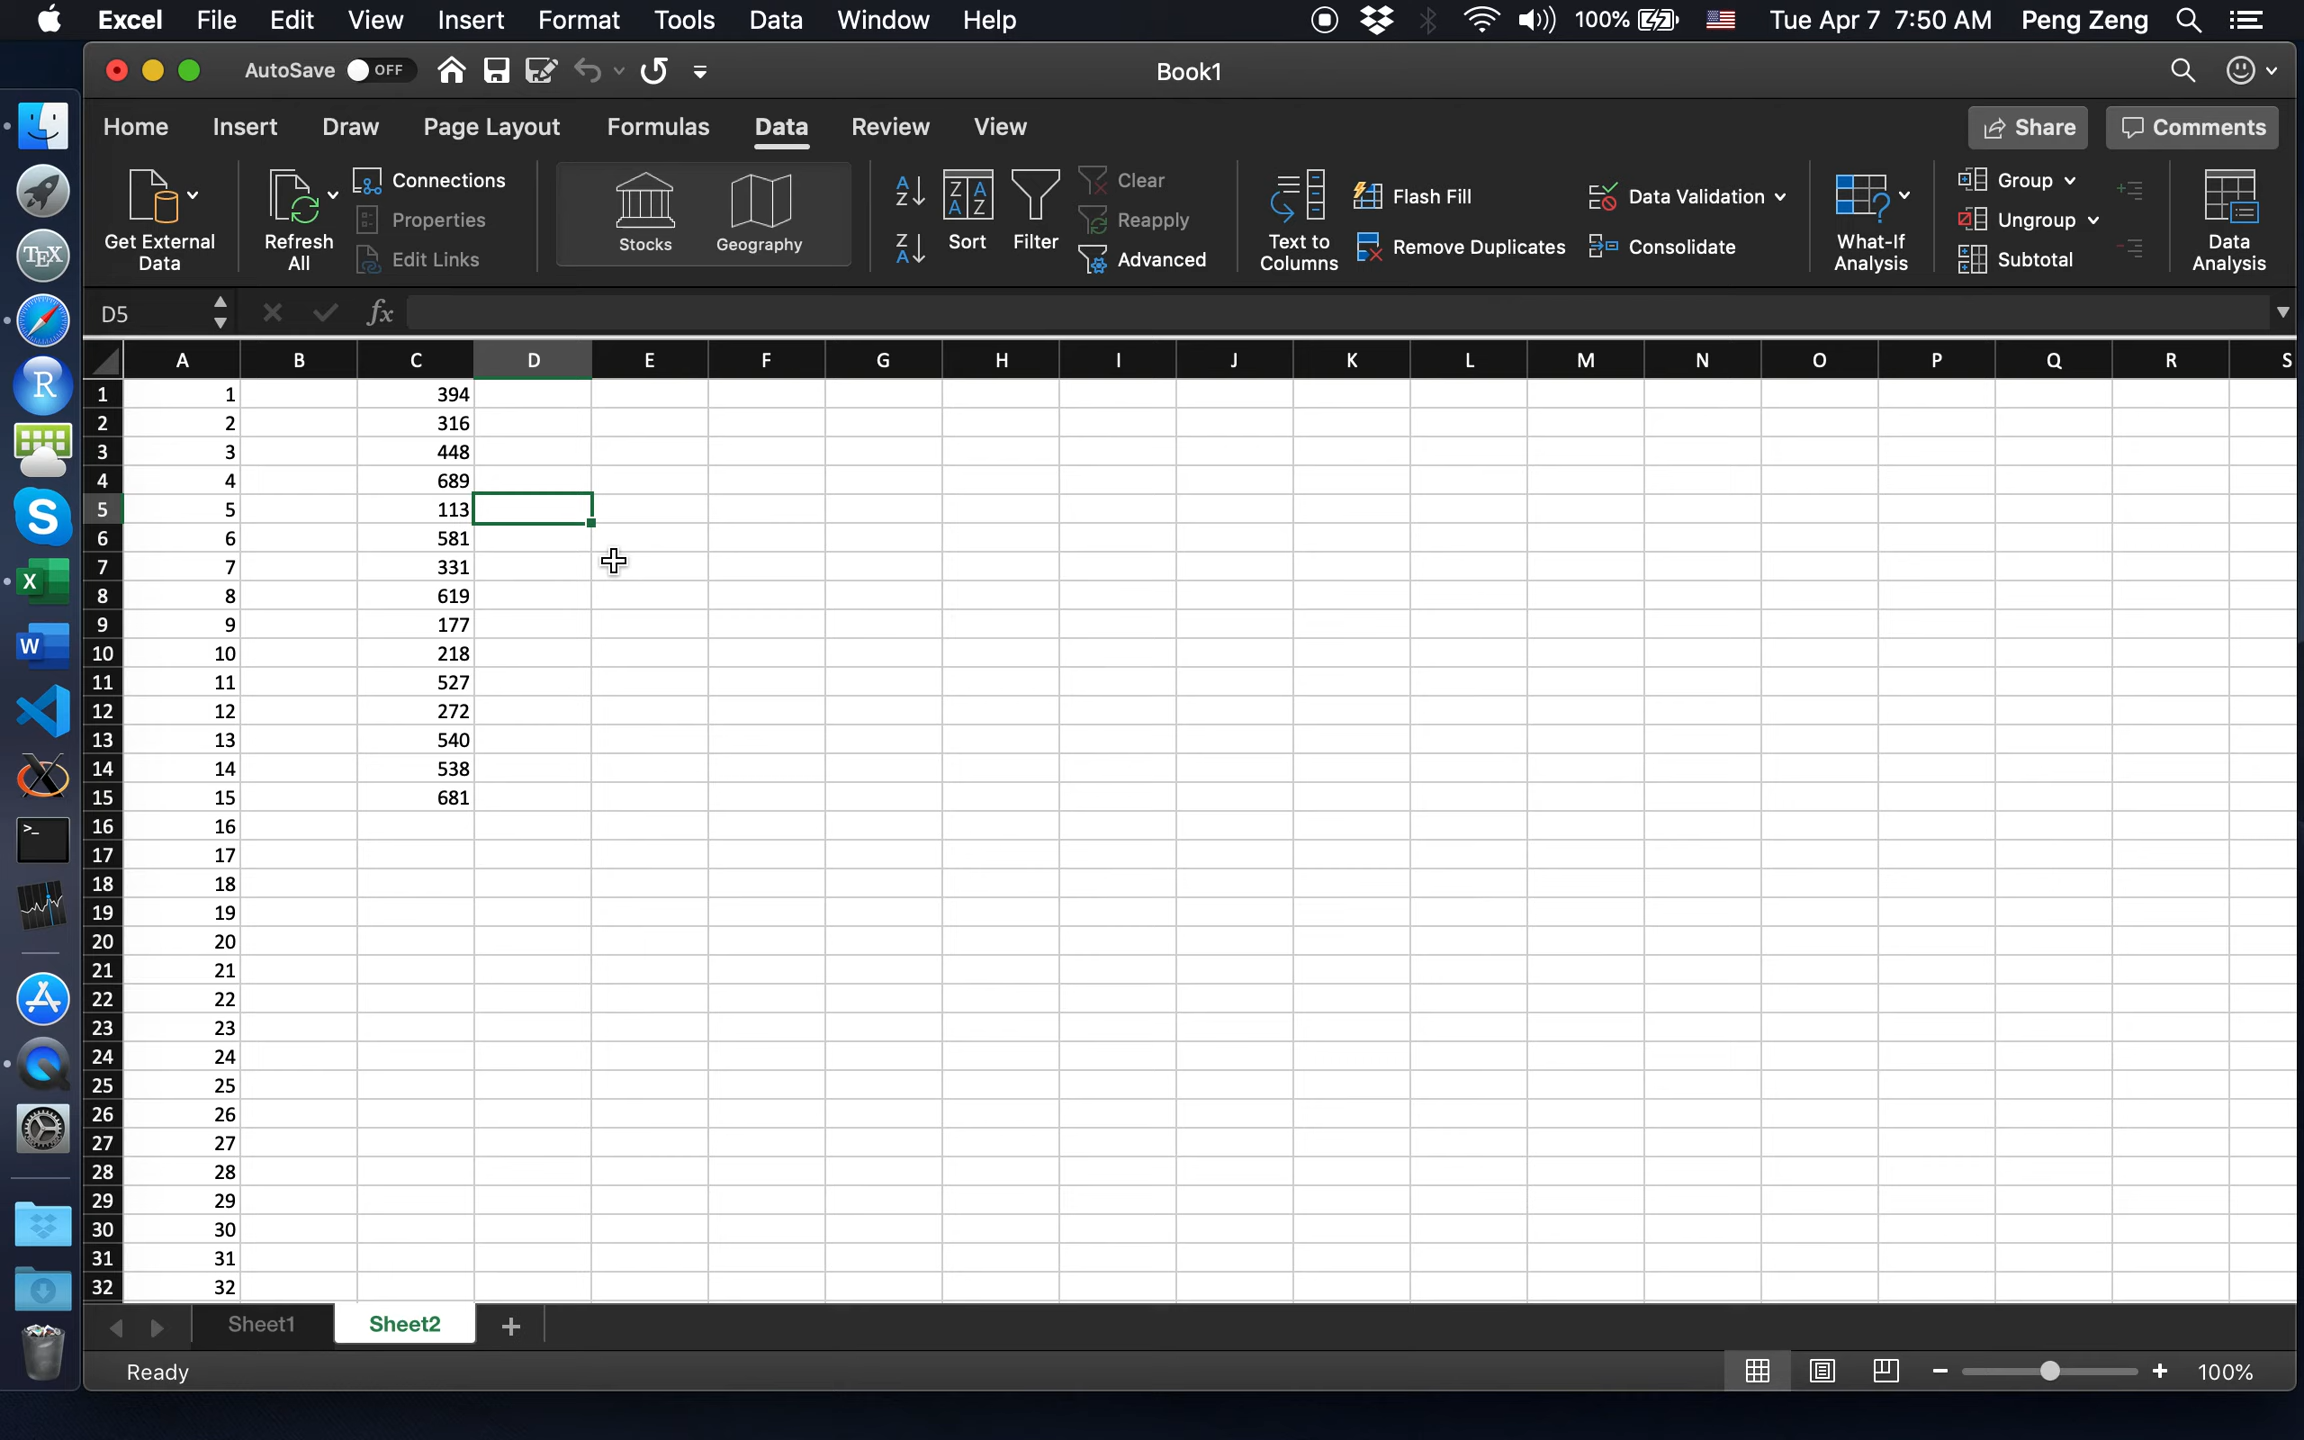 Excel File Edit View Insert Format Tools Data Window Help 100% Tue Apr 7 7:50 AM Peng Zeng
AutoSave OFF Book1
Home Insert Draw Page Layout Formulas Data Review View Share Comments
Get External Data
Refresh All
Connections
Properties
Edit Links
Stocks
Geography
Sort
Filter
Clear
Reapply
Advanced
Text to Columns
Flash Fill
Remove Duplicates
Data Validation
Consolidate
What-If Analysis
Group
Ungroup
Subtotal
Data Analysis
D5 fx
A B C D E F G H I J K L M N O P Q R S
1 1 394
2 2 316
3 3 448
4 4 689
5 5 113
6 6 581
7 7 331
8 8 619
9 9 177
10 10 218
11 11 527
12 12 272
13 13 540
14 14 538
15 15 681
16 16
17 17
18 18
19 19
20 20
21 21
22 22
23 23
24 24
25 25
26 26
27 27
28 28
29 29
30 30
31 31
32 32
Sheet1 Sheet2 +
Ready 100%